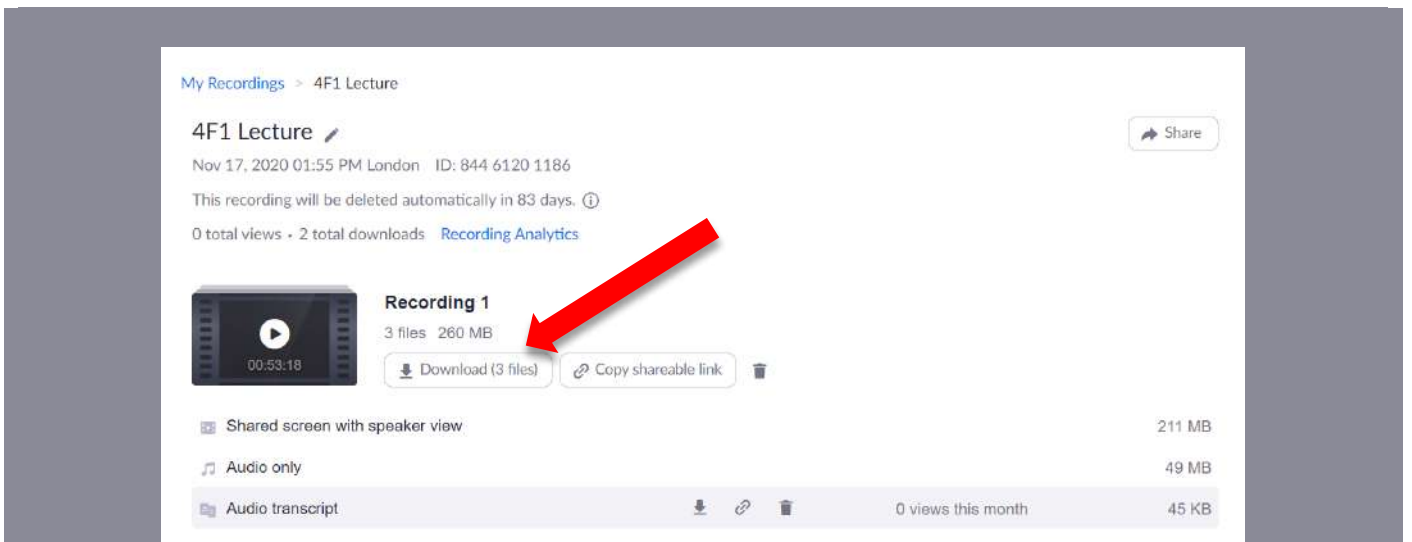 My Recordings > 4F1 Lecture
4F1 Lecture
Share
Nov 17, 2020 01:55 PM London ID: 844 6120 1186
This recording will be deleted automatically in 83 days.
0 total views • 2 total downloads Recording Analytics
Recording 1
3 files 260 MB
00:53:18
Download (3 files) Copy shareable link
Shared screen with speaker view 211 MB
Audio only 49 MB
Audio transcript 0 views this month 45 KB